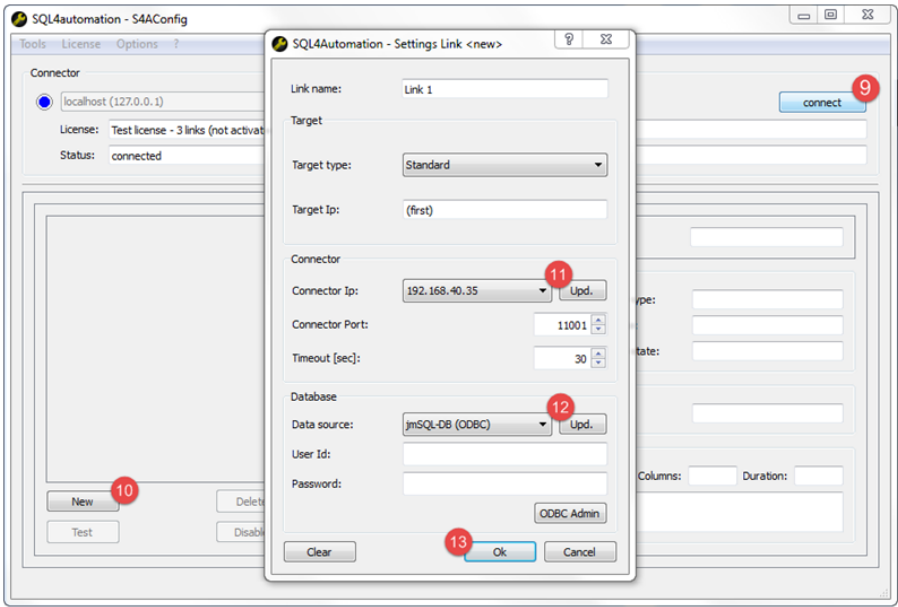 SQL4automation - S4AConfig
Tools License Options ?
Connector
localhost (127.0.0.1)
connect
9
License: Test license - 3 links (not activat
Status: connected
SQL4Automation - Settings Link <new>
?
Link name: Link 1
Target
Target type: Standard
Target Ip: (first)
Connector
11
Connector Ip: 192.168.40.35 Upd.
Connector Port: 11001
Timeout [sec]: 30
Database
12
Data source: jmSQL-DB (ODBC) Upd.
User Id:
Password:
ODBC Admin
13
Clear Ok Cancel
ype:
tate:
Columns: Duration:
10
New Delete
Test Disable